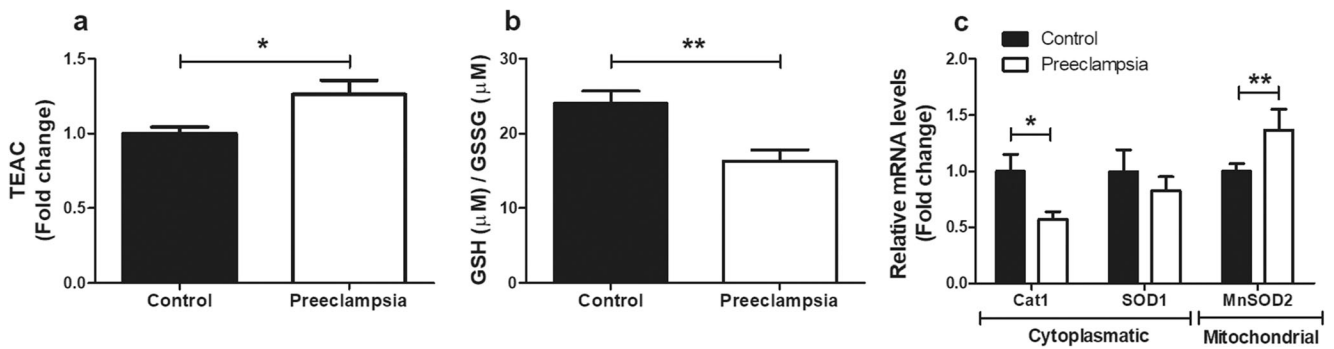 a
*
TEAC
(Fold change)
1.5
1.0
0.5
0.0
Control
Preeclampsia
b
**
GSH (μM) / GSSG (μM)
30
20
10
0
Control
Preeclampsia
c
Control
Preeclampsia
Relative mRNA levels
(Fold change)
2.0
1.5
1.0
0.5
0.0
*
**
Cat1
SOD1
MnSOD2
Cytoplasmatic
Mitochondrial